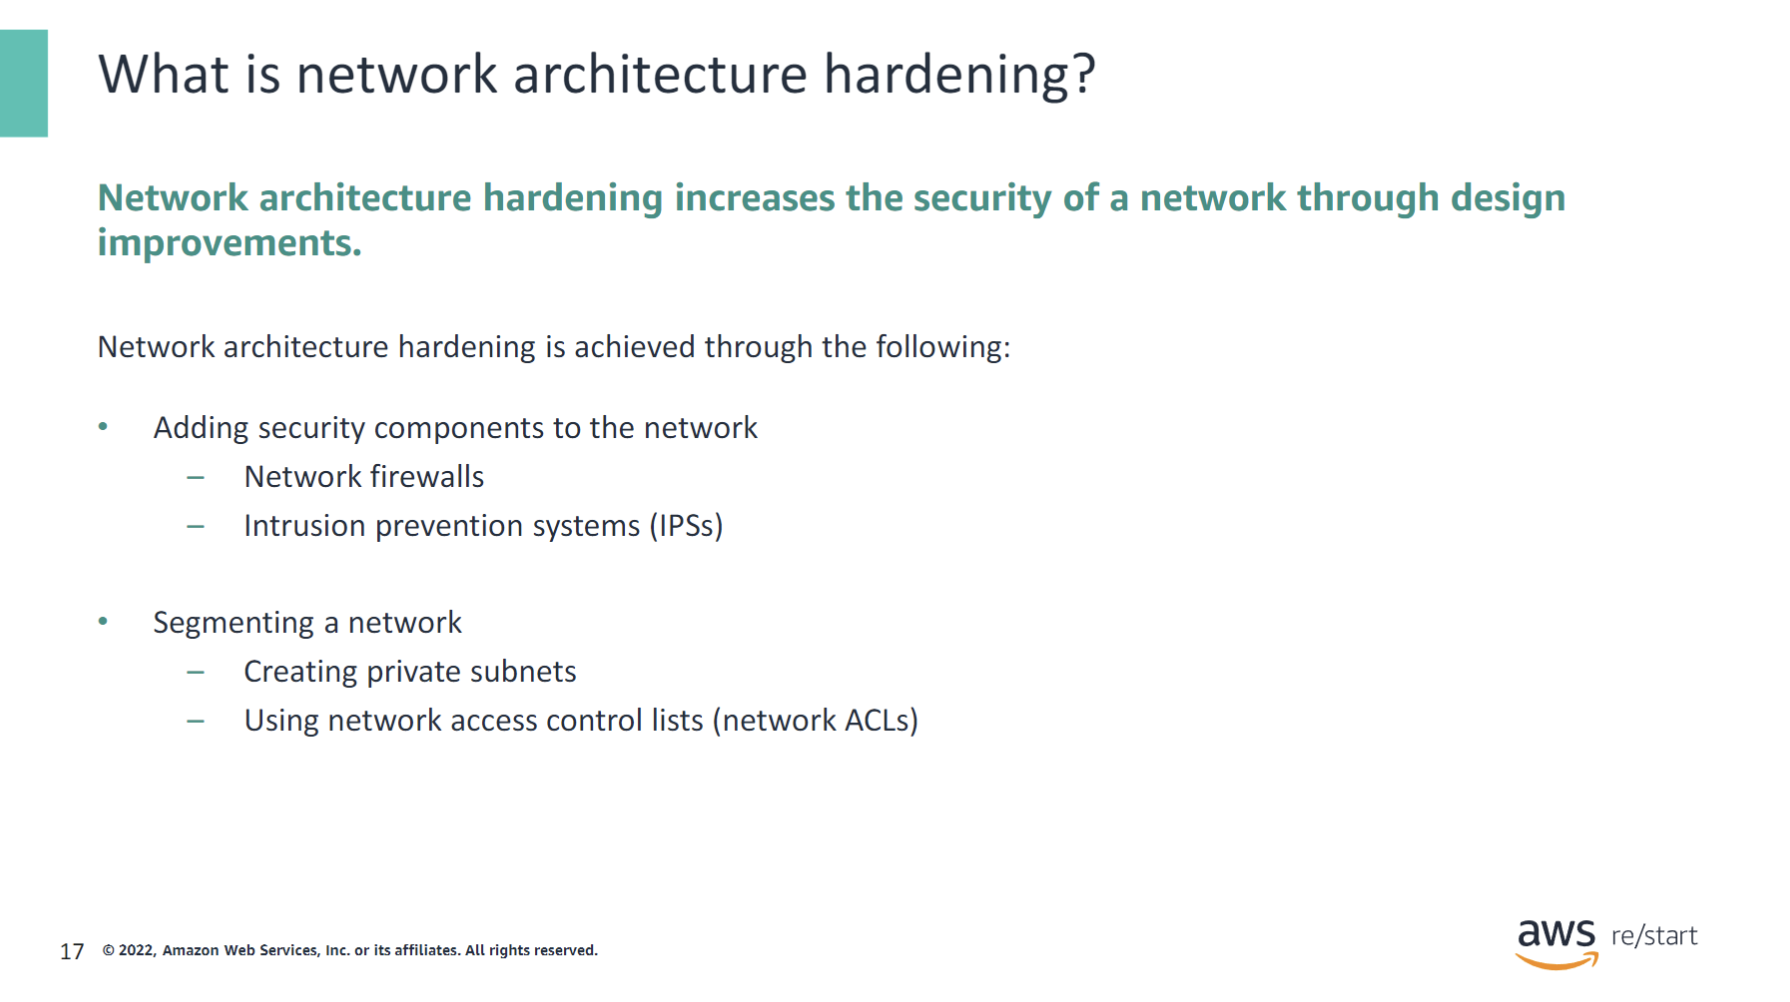 What is network architecture hardening?
Network architecture hardening increases the security of a network through design
improvements.
Network architecture hardening is achieved through the following:
• Adding security components to the network
– Network firewalls
– Intrusion prevention systems (IPSs)
• Segmenting a network
– Creating private subnets
– Using network access control lists (network ACLs)
17 © 2022, Amazon Web Services, Inc. or its affiliates. All rights reserved.
aws re/start